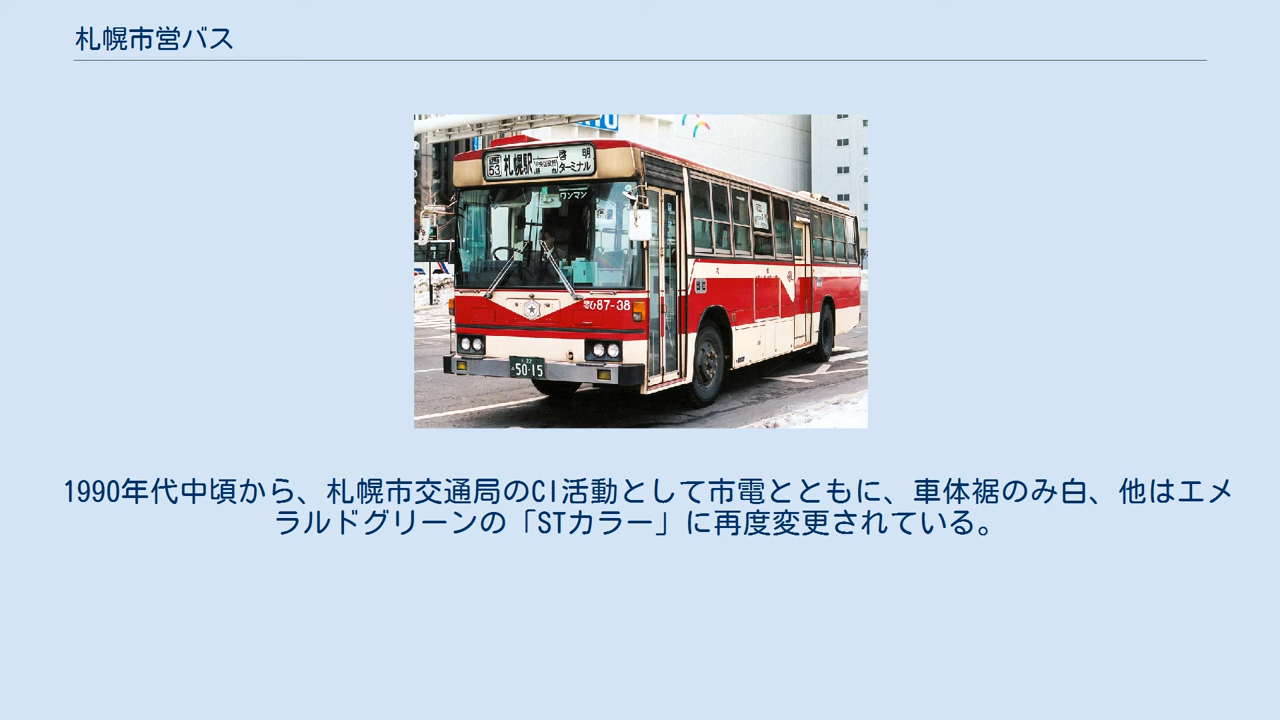 札幌市営バス
53
札幌駅
啓明
ターミナル
ワンマン
87-38
50-15
1990年代中頃から、札幌市交通局のCI活動として市電とともに、車体裾のみ白、他はエメ
ラルドグリーンの「STカラー」に再度変更されている。